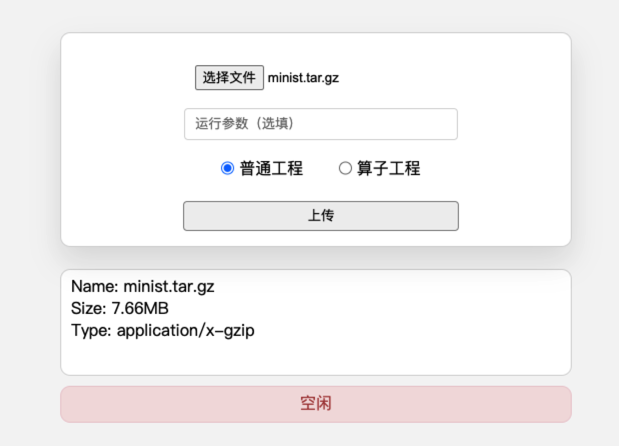 选择文件 minist.tar.gz
运行参数（选填）
普通工程 算子工程
上传
Name: minist.tar.gz
Size: 7.66MB
Type: application/x-gzip
空闲